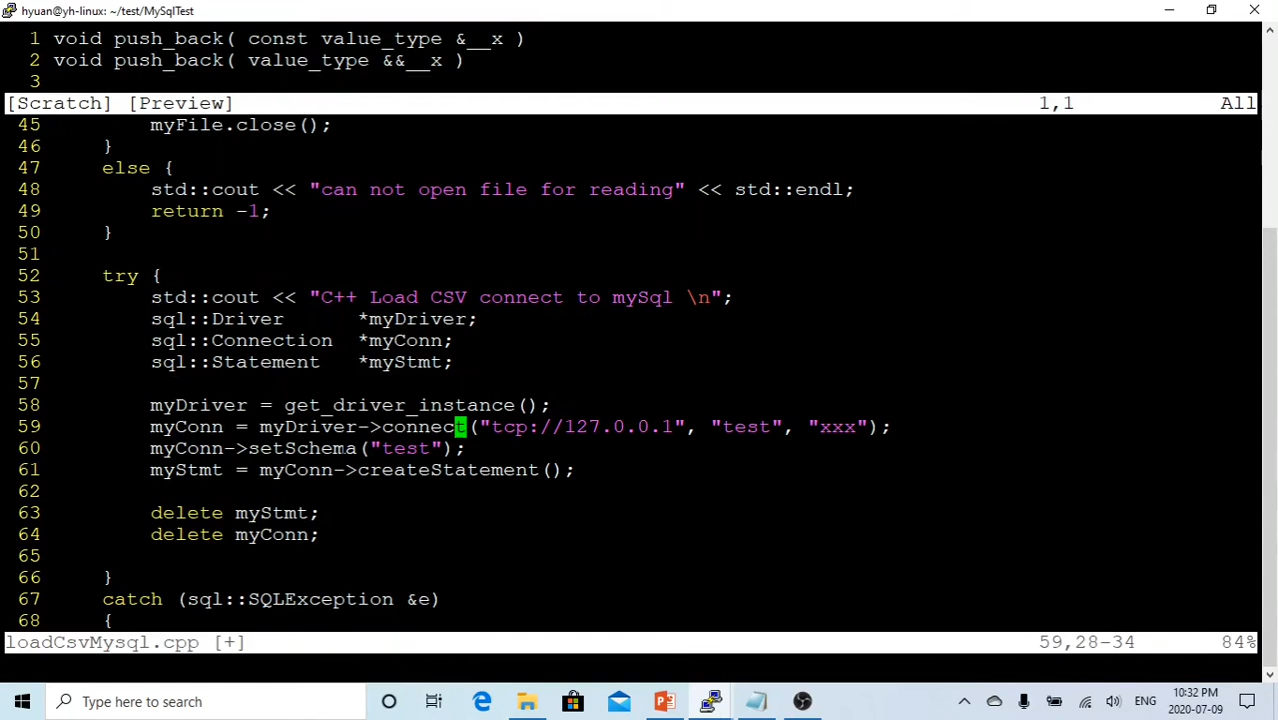 hyuan@yh-linux: ~/test/MySqlTest
1 void push_back( const value_type &__x )
2 void push_back( value_type &&__x )
3
[Scratch] [Preview] 1,1 All
45 myFile.close();
46 }
47 else {
48 std::cout << "can not open file for reading" << std::endl;
49 return -1;
50 }
51
52 try {
53 std::cout << "C++ Load CSV connect to mySql \n";
54 sql::Driver *myDriver;
55 sql::Connection *myConn;
56 sql::Statement *myStmt;
57
58 myDriver = get_driver_instance();
59 myConn = myDriver->connect("tcp://127.0.0.1", "test", "xxx");
60 myConn->setSchema("test");
61 myStmt = myConn->createStatement();
62
63 delete myStmt;
64 delete myConn;
65
66 }
67 catch (sql::SQLException &e)
68 {
loadCsvMysql.cpp [+] 59,28-34 84%
Type here to search
ENG
10:32 PM
2020-07-09